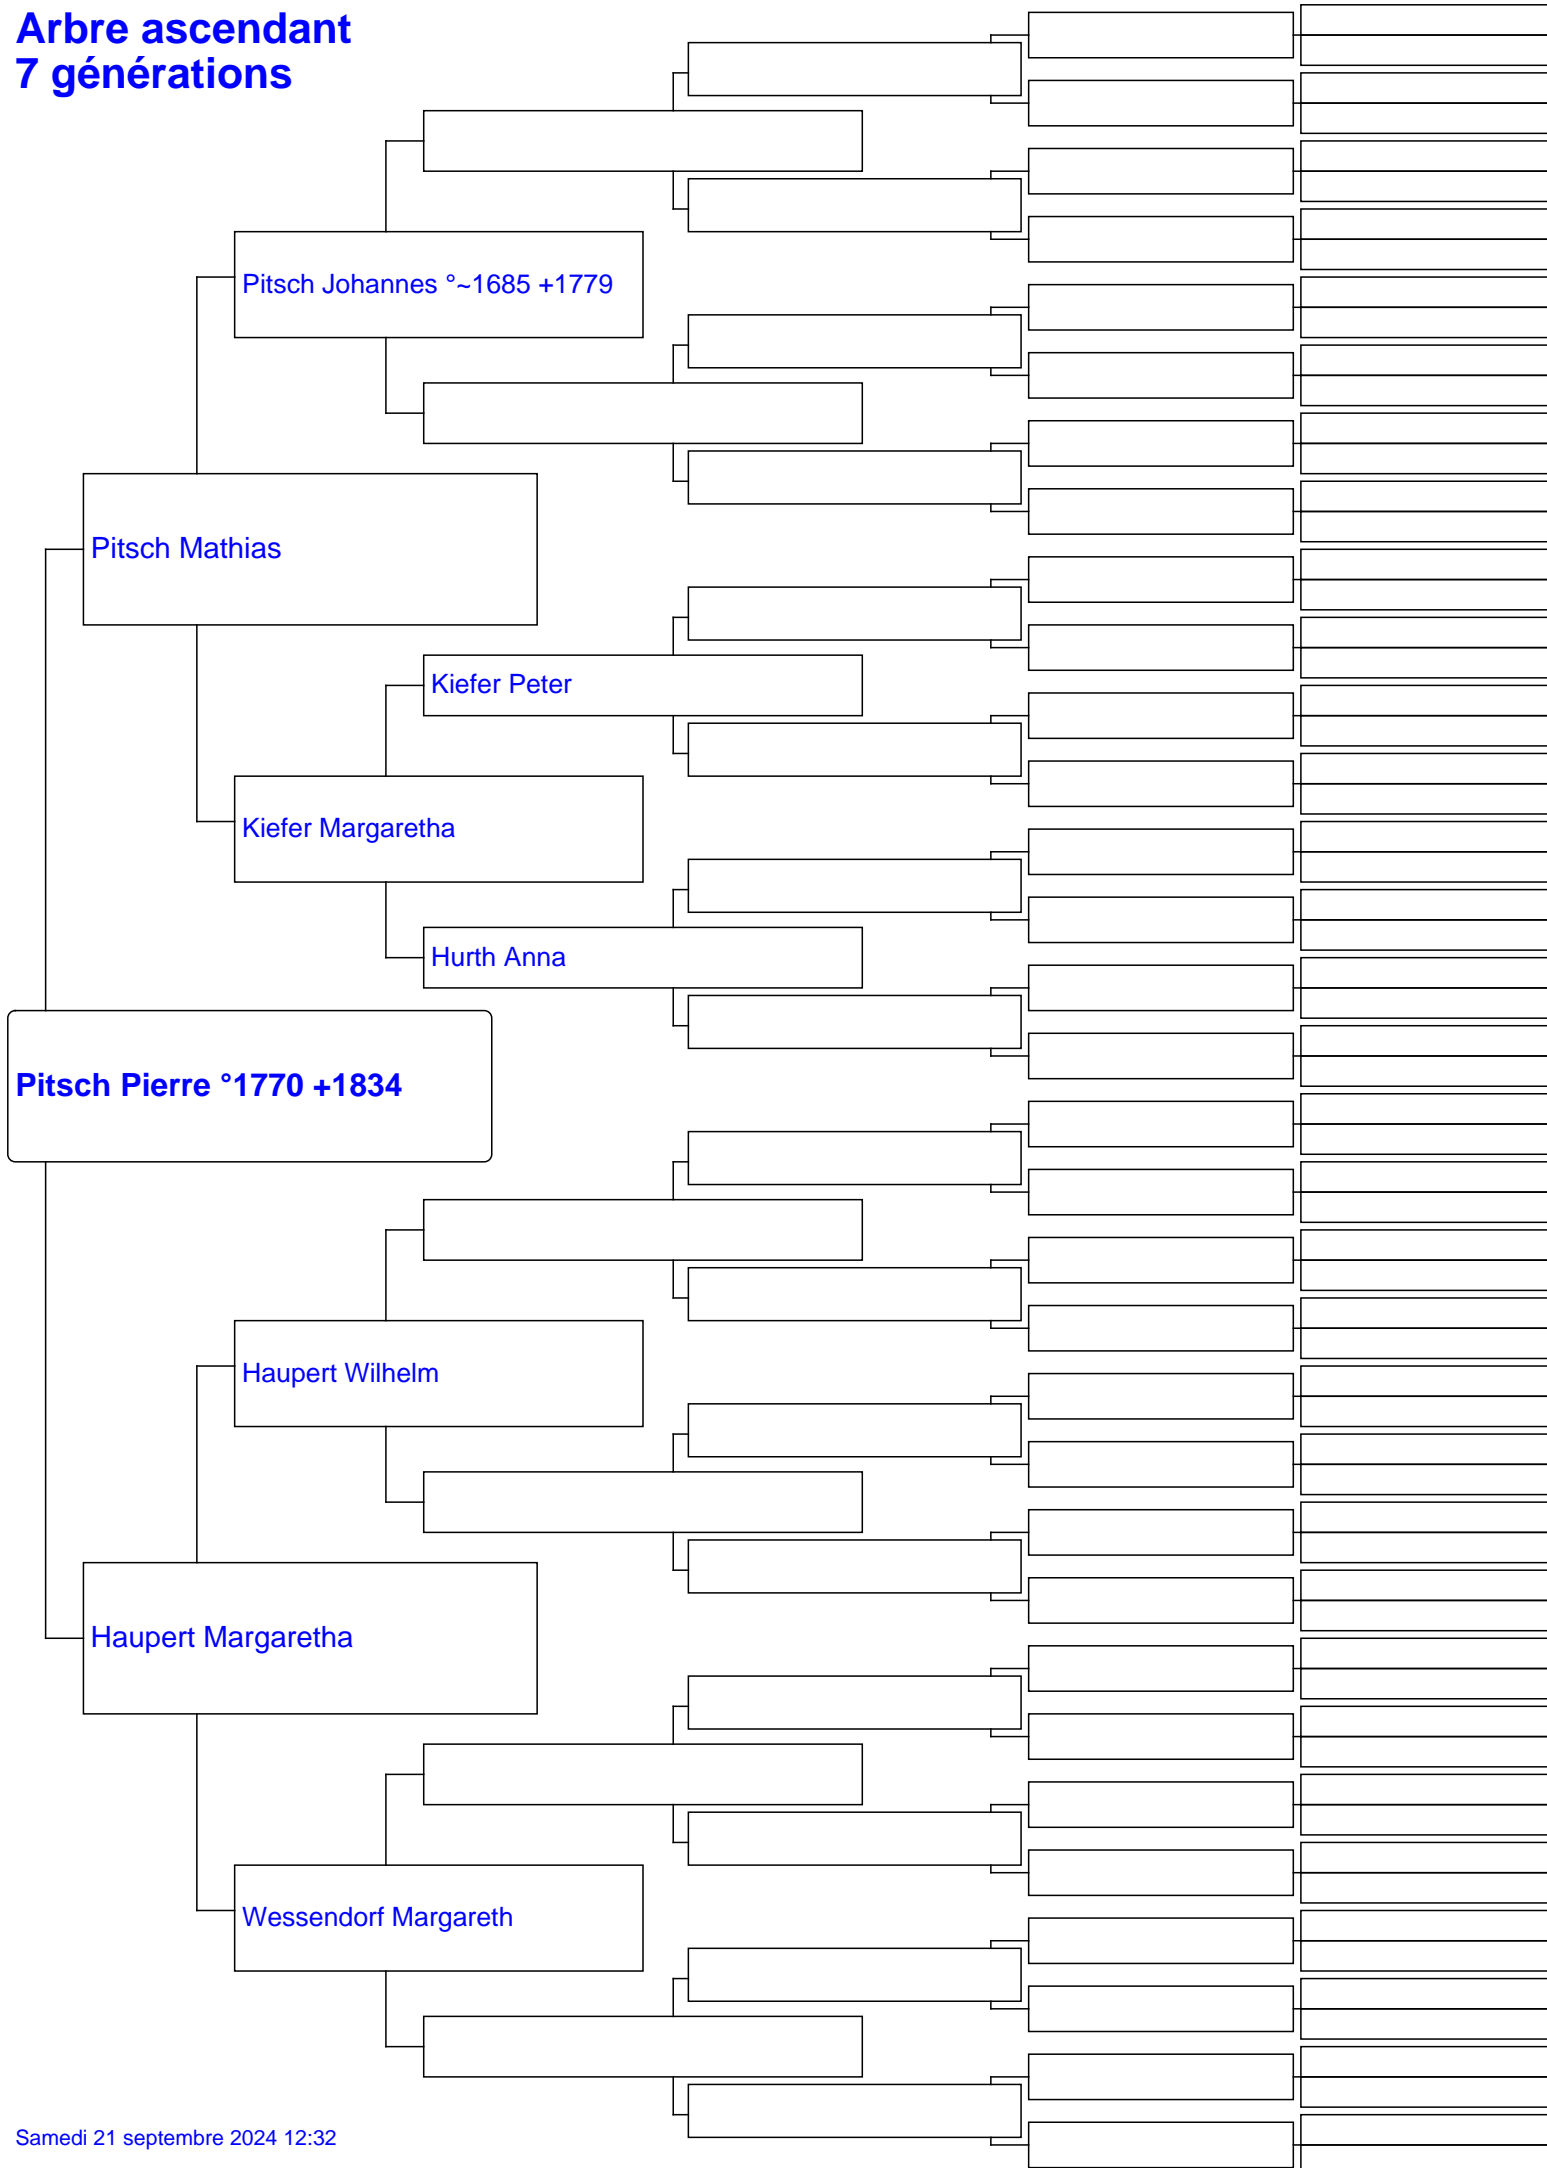 Arbre ascendant
7 générations
Pitsch Johannes °~1685 +1779
Pitsch Mathias
Kiefer Peter
Kiefer Margaretha
Hurth Anna
Pitsch Pierre °1770 +1834
Haupert Wilhelm
Haupert Margaretha
Wessendorf Margareth
Samedi 21 septembre 2024 12:32